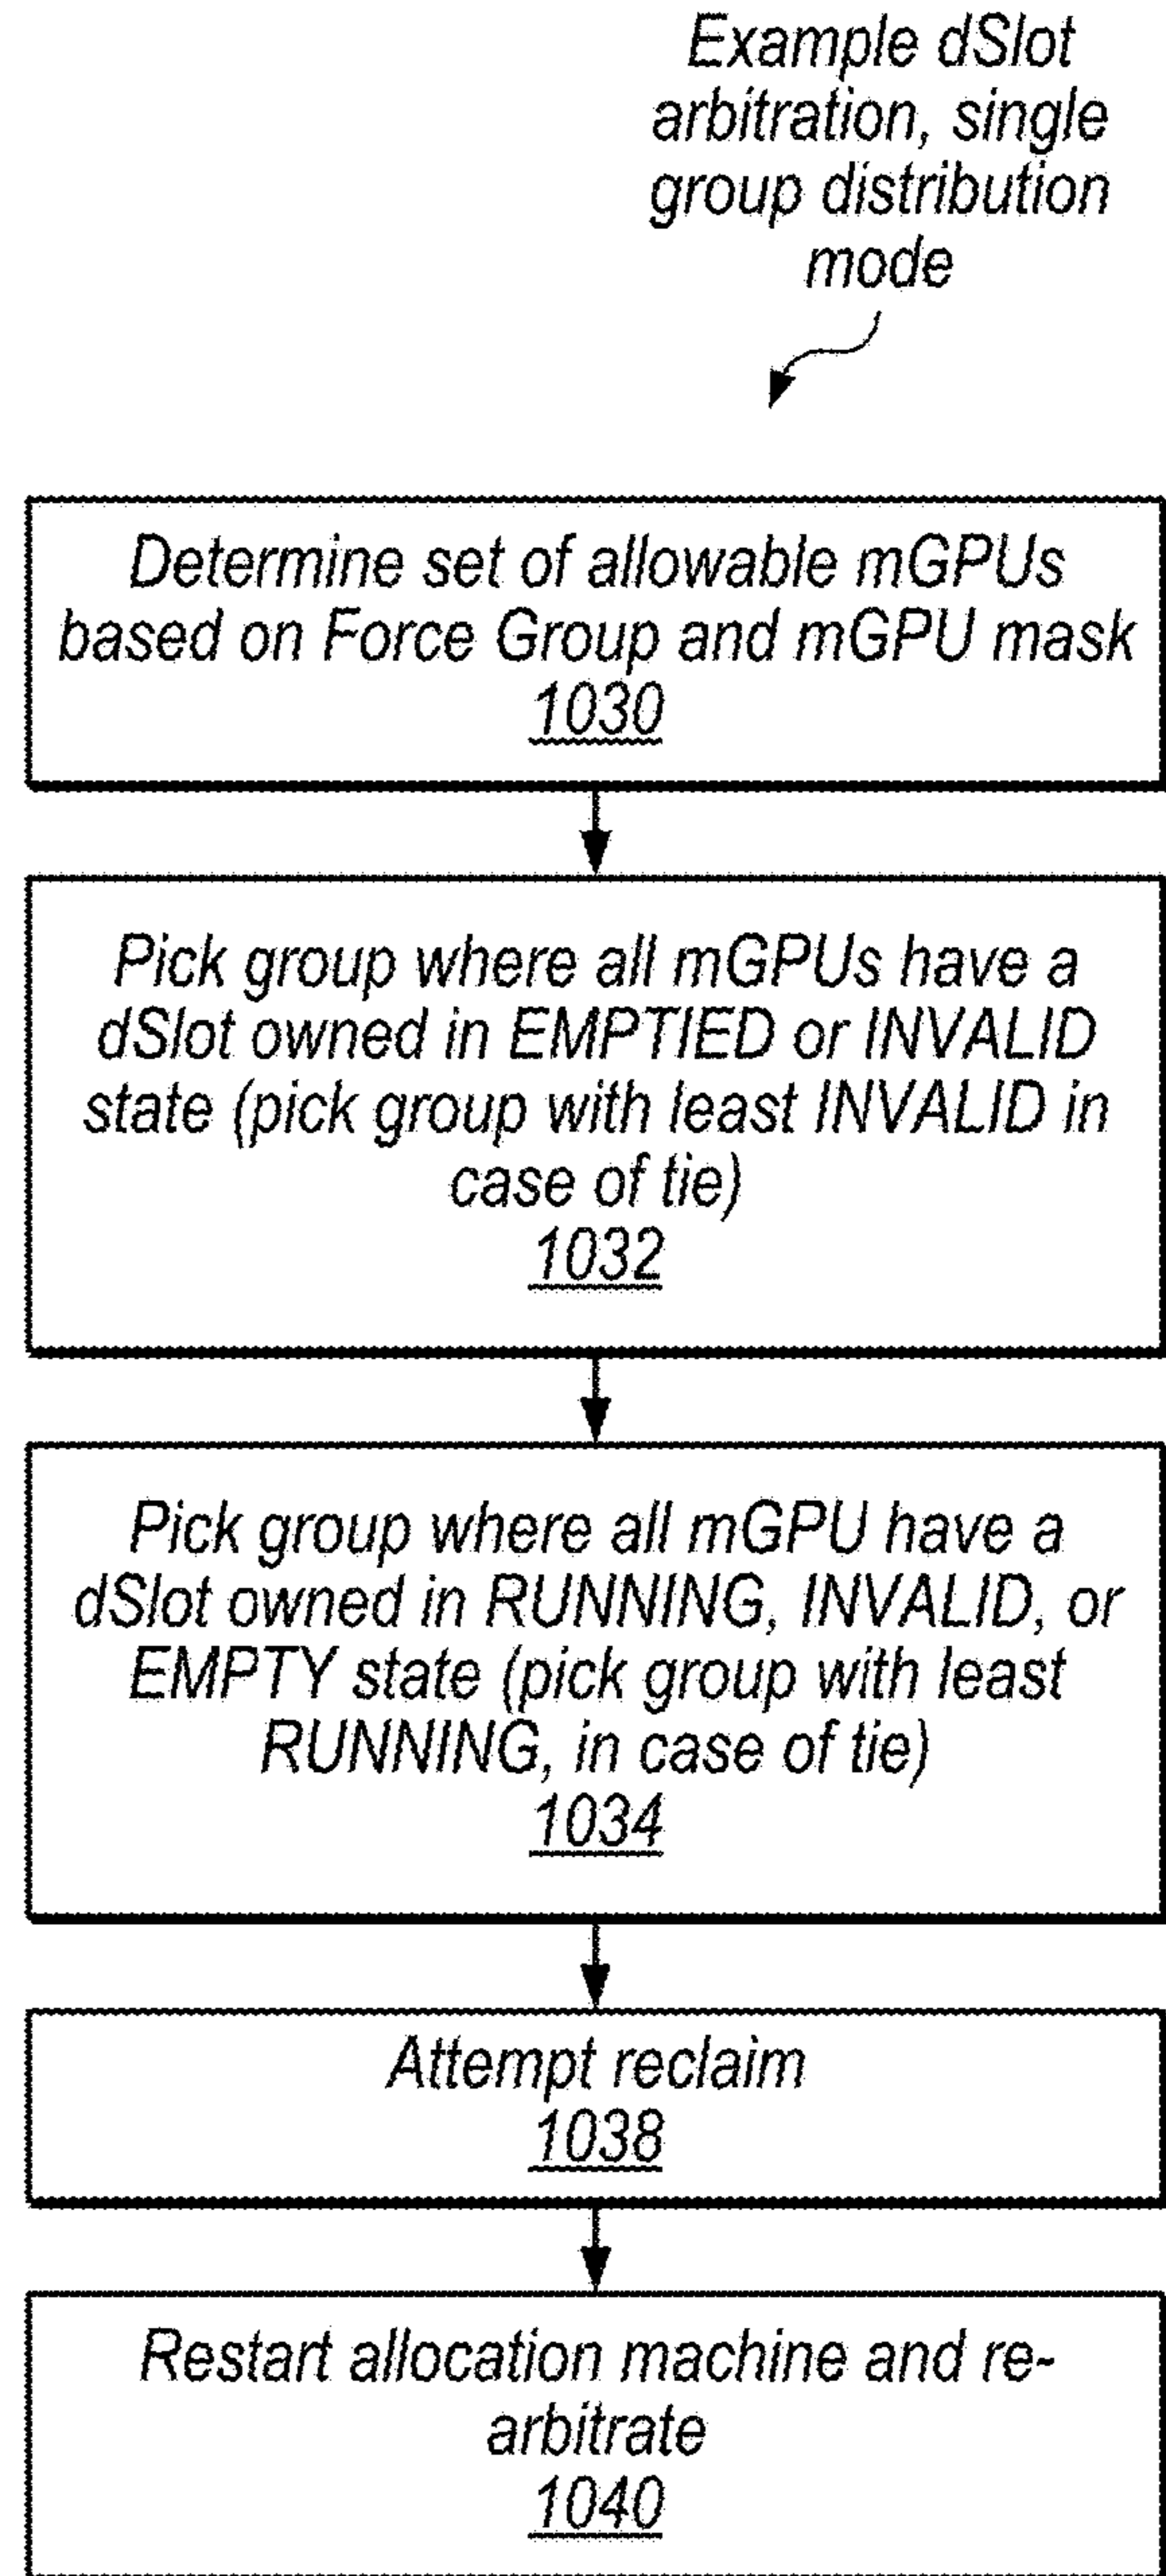 Example dSlot
arbitration, single
group distribution
mode
Determine set of allowable mGPUs
based on Force Group and mGPU mask
1030
Pick group where all mGPUs have a
dSlot owned in EMPTIED or INVALID
state (pick group with least INVALID in
case of tie)
1032
Pick group where all mGPU have a
dSlot owned in RUNNING, INVALID, or
EMPTY state (pick group with least
RUNNING, in case of tie)
1034
Attempt reclaim
1038
Restart allocation machine and re-
arbitrate
1040